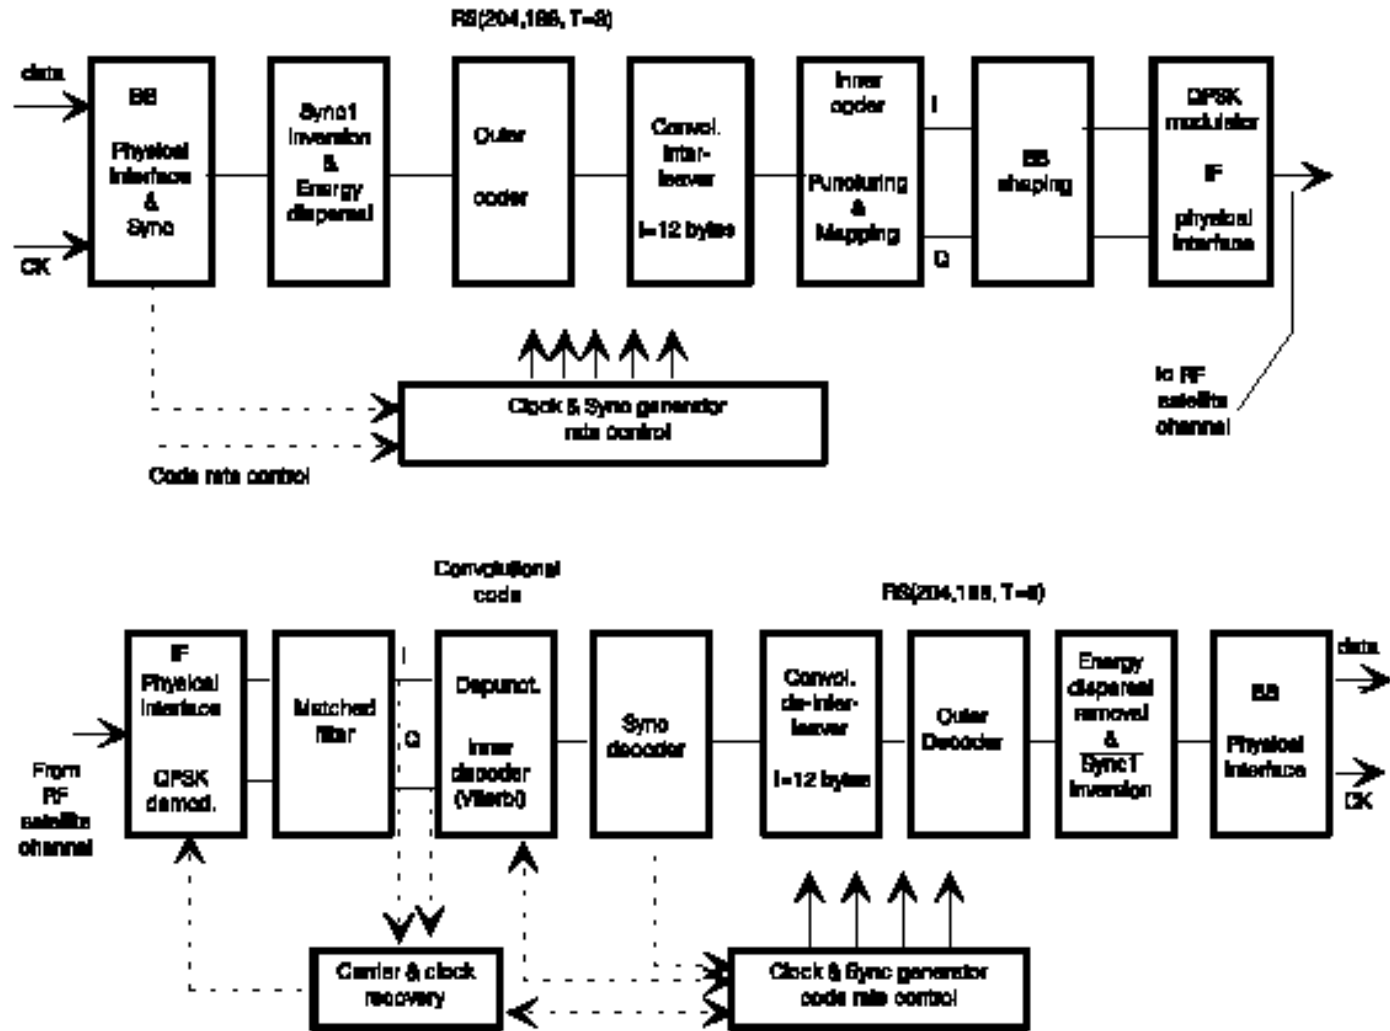 RS(204,188, T=8)
data
CK
BB
Physical
Interface
&
Sync
Sync1
Inversion
&
Energy
dispersal
Outer
coder
Convol.
Inter-
leaver
I=12 bytes
Inner
coder
Puncturing
&
Mapping
I
Q
BB
shaping
QPSK
modulator
IF
physical
Interface
to RF
satellite
channel
Clock & Sync generator
rate control
Code rate control
Convolutional
code
RS(204,188, T=8)
From
RF
satellite
channel
IF
Physical
Interface
QPSK
demod.
Matched
filter
I
Q
Depunct.
Inner
decoder
(Viterbi)
Sync
decoder
Convol.
de-inter-
leaver
I=12 bytes
Outer
Decoder
Energy
dispersal
removal
&
Sync1
Inversion
BB
Physical
Interface
data
CK
Carrier & clock
recovery
Clock & Sync generator
code rate control